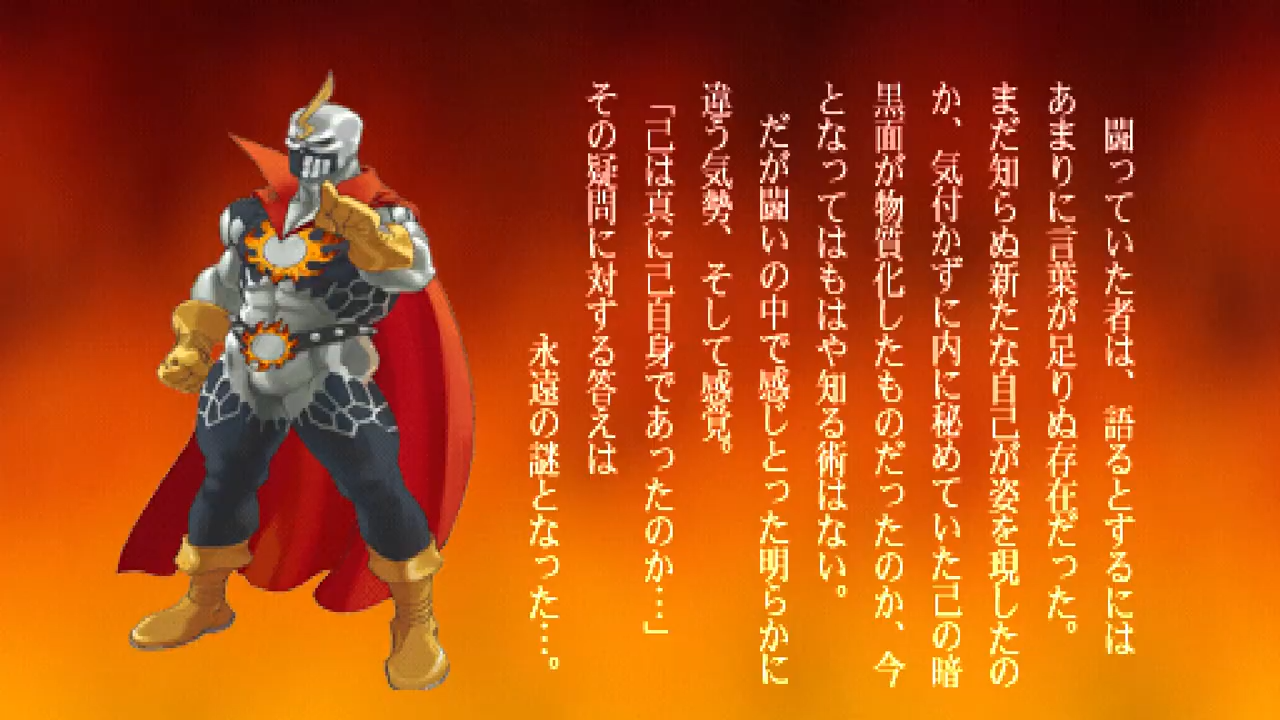 闘っていた者は、語るとするには
あまりに言葉が足りぬ存在だった。
まだ知らぬ新たな自己が姿を現したの
か、気付かずに内に秘めていた己の暗
黒面が物質化したものだったのか、今
となってはもはや知る術はない。
だが闘いの中で感じとった明らかに
違う気勢、そして感覚。
「己は真に己自身であったのか…」
その疑問に対する答えは
永遠の謎となった…。